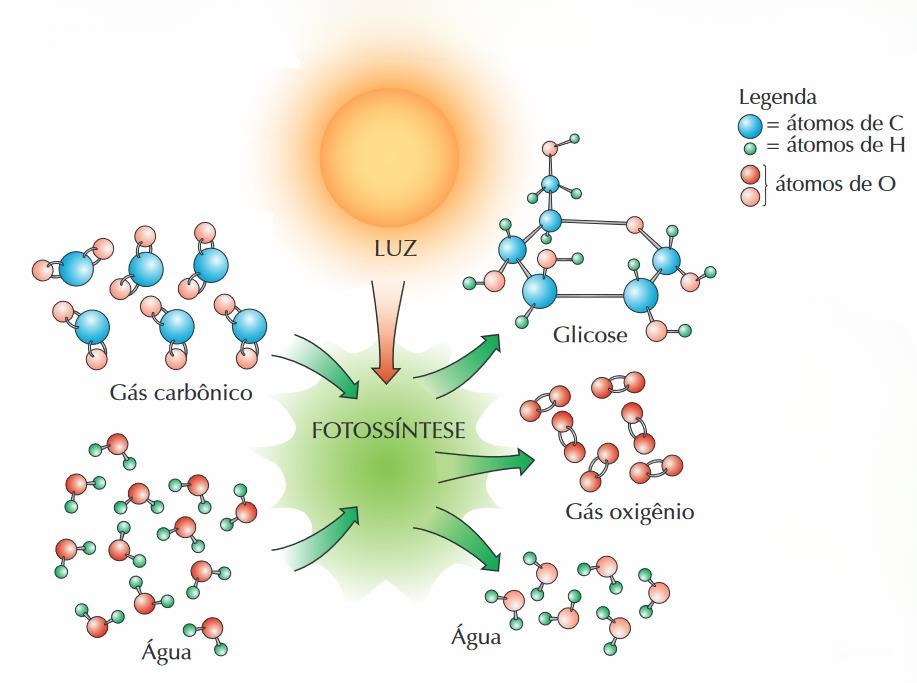 Legenda
= átomos de C
= átomos de H
átomos de O
LUZ
Glicose
Gás carbônico
FOTOSSÍNTESE
Gás oxigênio
Água
Água